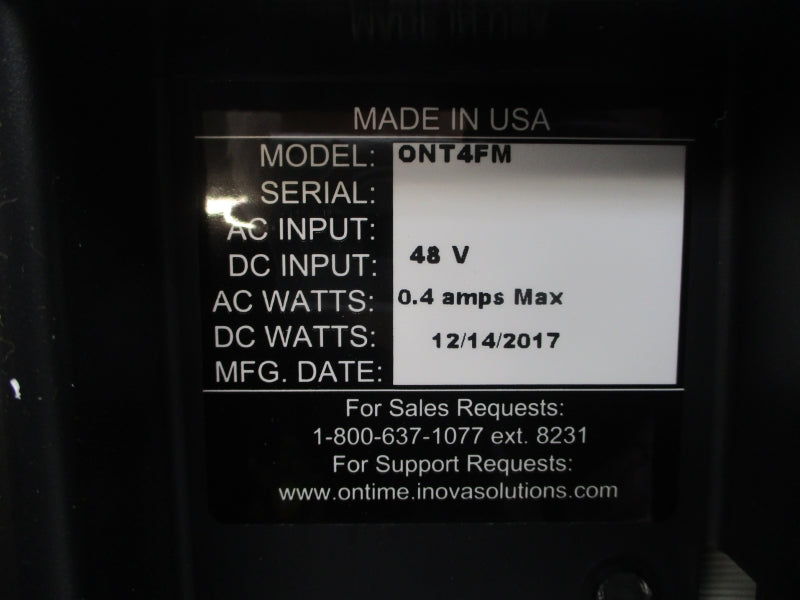 MADE IN USA
MODEL: ONT4FM
SERIAL:
AC INPUT:
DC INPUT: 48 V
AC WATTS: 0.4 amps Max
DC WATTS: 12/14/2017
MFG. DATE:
For Sales Requests:
1-800-637-1077 ext. 8231
For Support Requests:
www.ontime.inovasolutions.com